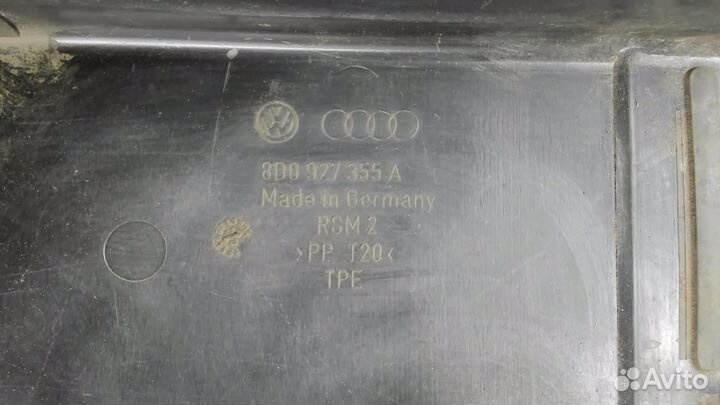 8D0 927 355 A
Made in Germany
RSM 2
>PP T20<
TPE
Avito